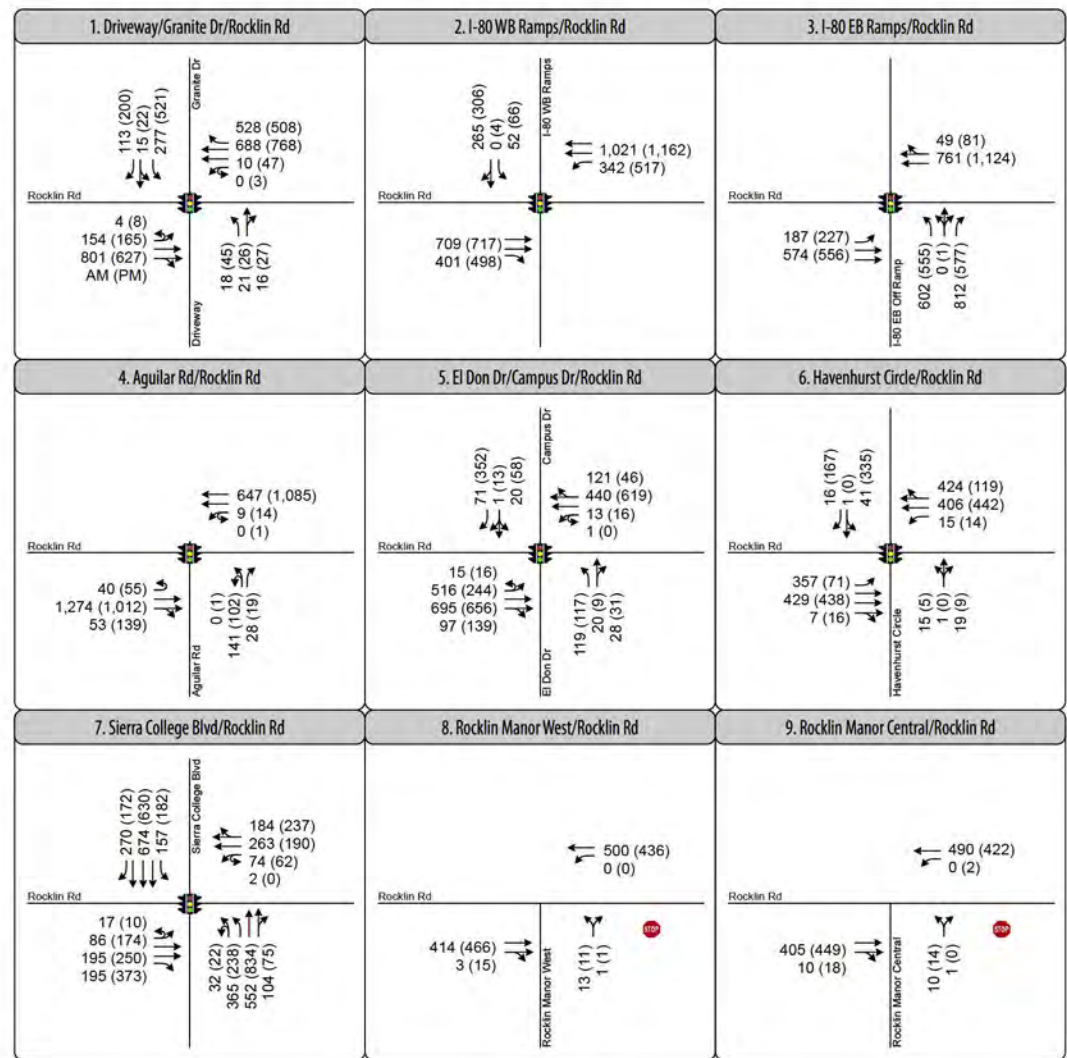 1. Driveway/Granite Dr/Rocklin Rd
Granite Dr
113 (200)
15 (22)
277 (521)
528 (508)
688 (768)
10 (47)
0 (3)
Rocklin Rd
4 (8)
154 (165)
801 (627)
AM (PM)
18 (45)
21 (26)
16 (27)
Driveway
2. I-80 WB Ramps/Rocklin Rd
I-80 WB Ramps
265 (306)
0 (4)
52 (66)
1,021 (1,162)
342 (517)
Rocklin Rd
709 (717)
401 (498)
3. I-80 EB Ramps/Rocklin Rd
49 (81)
761 (1,124)
Rocklin Rd
187 (227)
574 (556)
602 (555)
0 (1)
812 (577)
I-80 EB Off Ramp
4. Aguilar Rd/Rocklin Rd
647 (1,085)
9 (14)
0 (1)
Rocklin Rd
40 (55)
1,274 (1,012)
53 (139)
0 (1)
141 (102)
28 (19)
Aguilar Rd
5. El Don Dr/Campus Dr/Rocklin Rd
Campus Dr
71 (352)
1 (13)
20 (58)
121 (46)
440 (619)
13 (16)
1 (0)
Rocklin Rd
15 (16)
516 (244)
695 (656)
97 (139)
119 (117)
20 (9)
28 (31)
El Don Dr
6. Havenhurst Circle/Rocklin Rd
16 (167)
1 (0)
41 (335)
424 (119)
406 (442)
15 (14)
Rocklin Rd
357 (71)
429 (438)
7 (16)
15 (5)
1 (0)
19 (9)
Havenhurst Circle
7. Sierra College Blvd/Rocklin Rd
Sierra College Blvd
270 (172)
674 (630)
157 (182)
184 (237)
263 (190)
74 (62)
2 (0)
Rocklin Rd
17 (10)
86 (174)
195 (250)
195 (373)
32 (22)
365 (238)
552 (834)
104 (75)
8. Rocklin Manor West/Rocklin Rd
500 (436)
0 (0)
Rocklin Rd
414 (466)
3 (15)
13 (11)
1 (1)
STOP
Rocklin Manor West
9. Rocklin Manor Central/Rocklin Rd
490 (422)
0 (2)
Rocklin Rd
405 (449)
10 (18)
10 (14)
1 (0)
STOP
Rocklin Manor Central